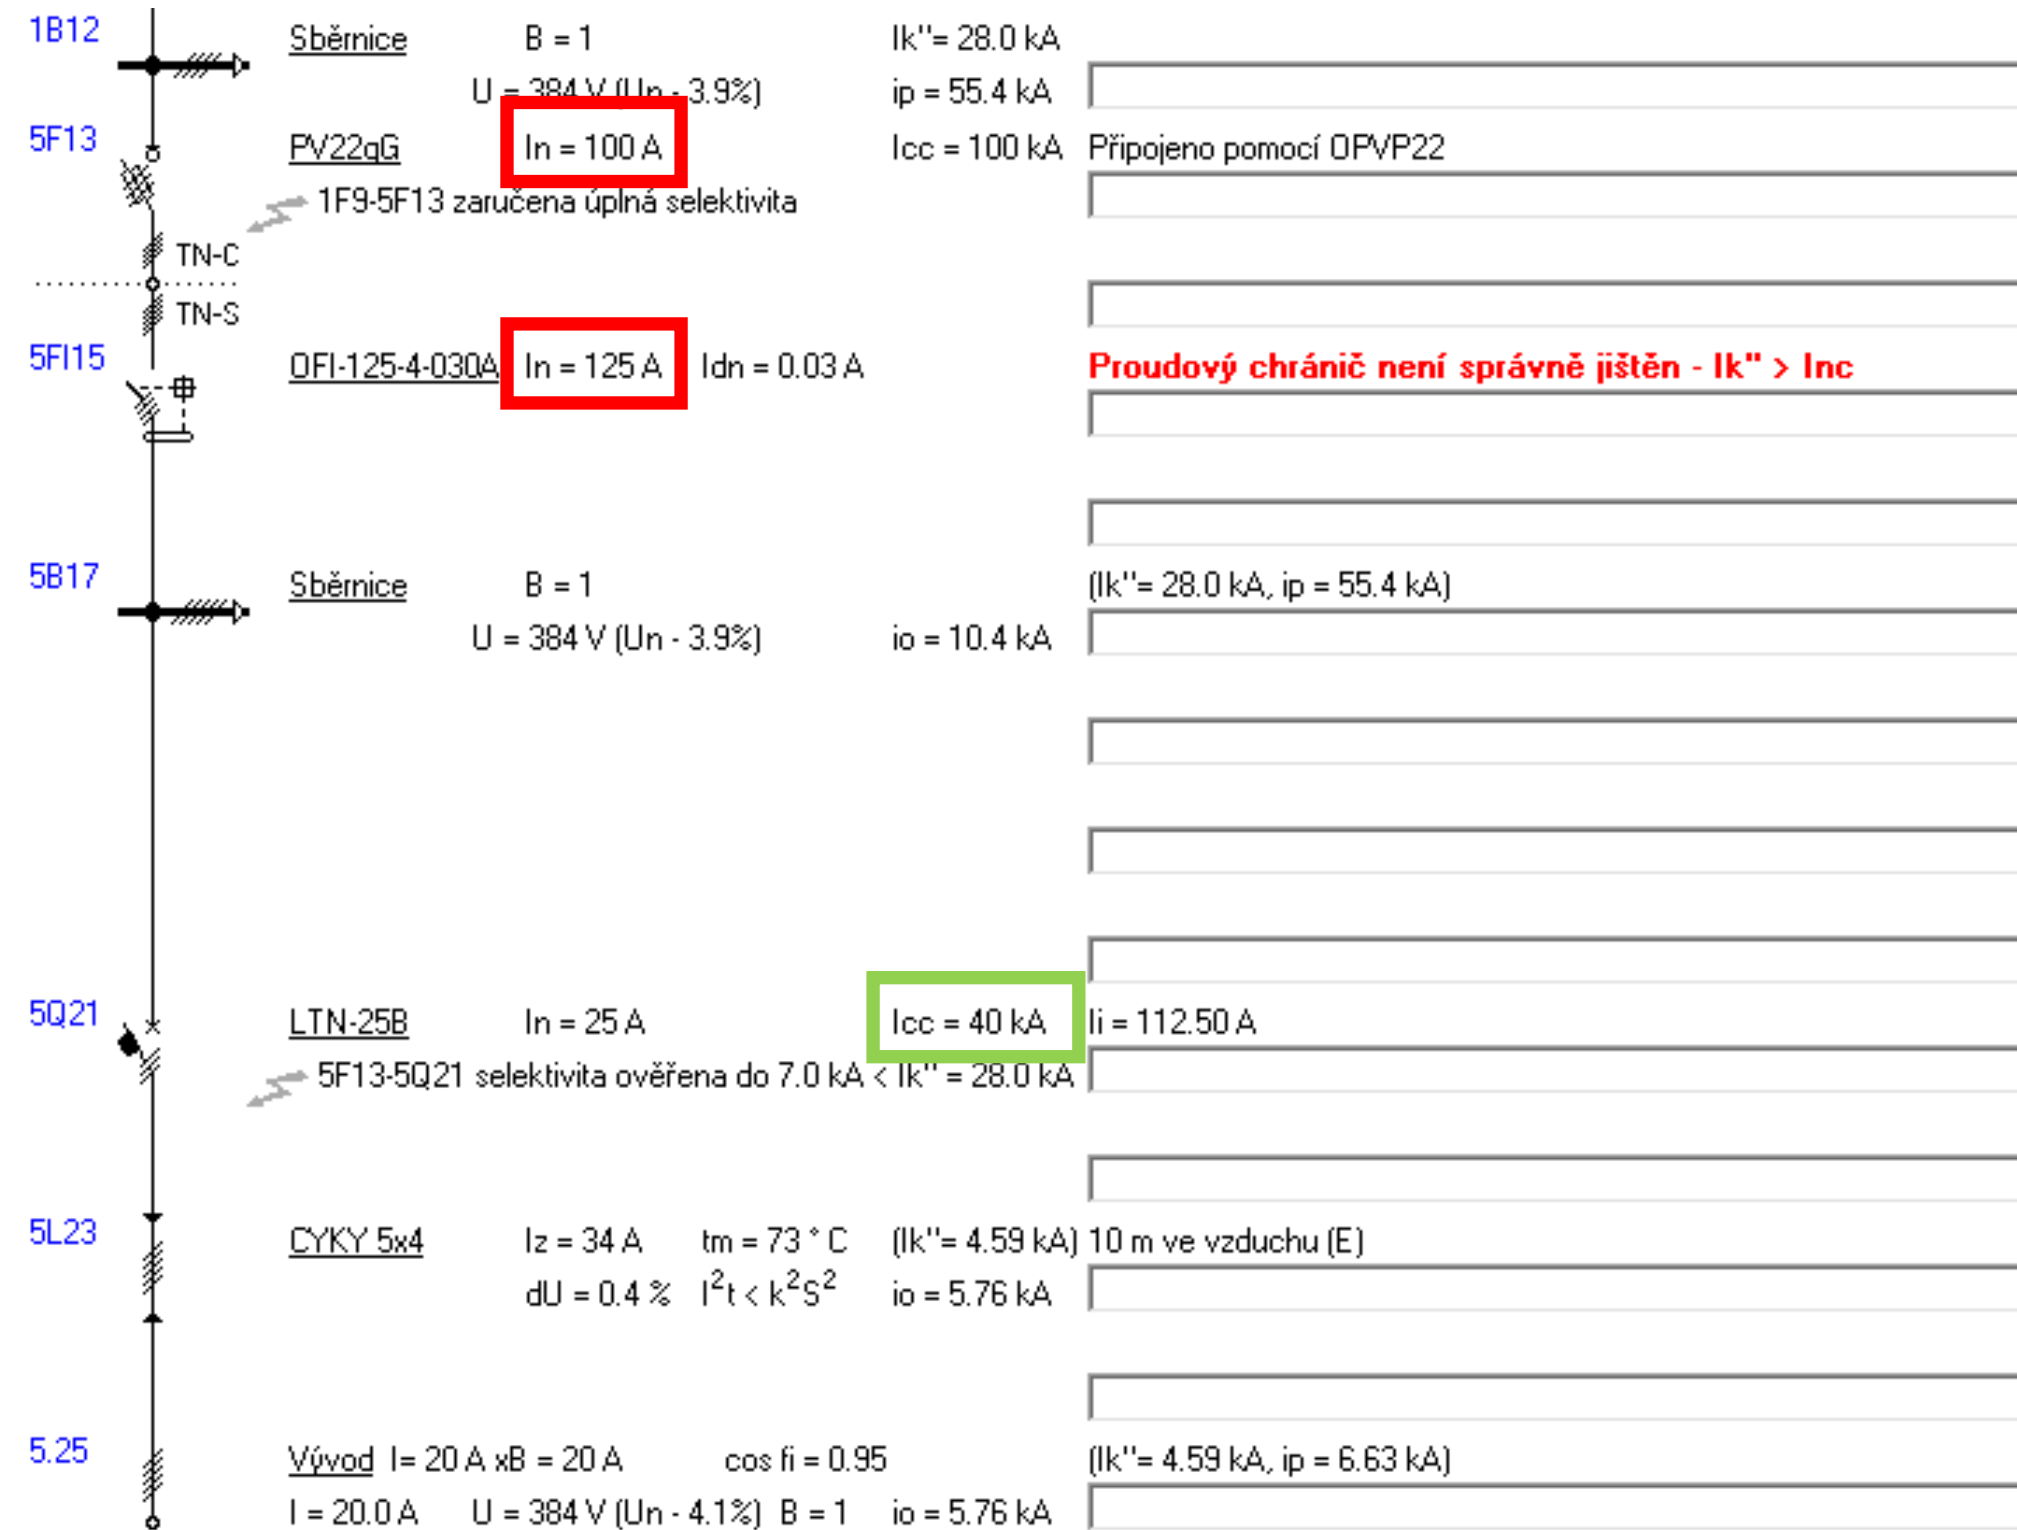 1B12 Sběrnice B = 1 Ik''= 28.0 kA
U = 384 V (Un - 3.9%) ip = 55.4 kA
5F13 PV22gG In = 100 A Icc = 100 kA Připojeno pomocí OPVP22
1F9-5F13 zaručena úplná selektivita
TN-C
TN-S
5FI15 OFI-125-4-030A In = 125 A Idn = 0.03 A Proudový chránič není správně jištěn - Ik'' > Inc
5B17 Sběrnice B = 1 (Ik''= 28.0 kA, ip = 55.4 kA)
U = 384 V (Un - 3.9%) io = 10.4 kA
5Q21 LTN-25B In = 25 A Icc = 40 kA Ii = 112.50 A
5F13-5Q21 selektivita ověřena do 7.0 kA < Ik'' = 28.0 kA
5L23 CYKY 5x4 Iz = 34 A tm = 73 ° C (Ik''= 4.59 kA) 10 m ve vzduchu (E)
dU = 0.4 % I²t < k²S² io = 5.76 kA
5.25 Vývod I= 20 A xB = 20 A cos fi = 0.95 (Ik''= 4.59 kA, ip = 6.63 kA)
I = 20.0 A U = 384 V (Un - 4.1%) B = 1 io = 5.76 kA